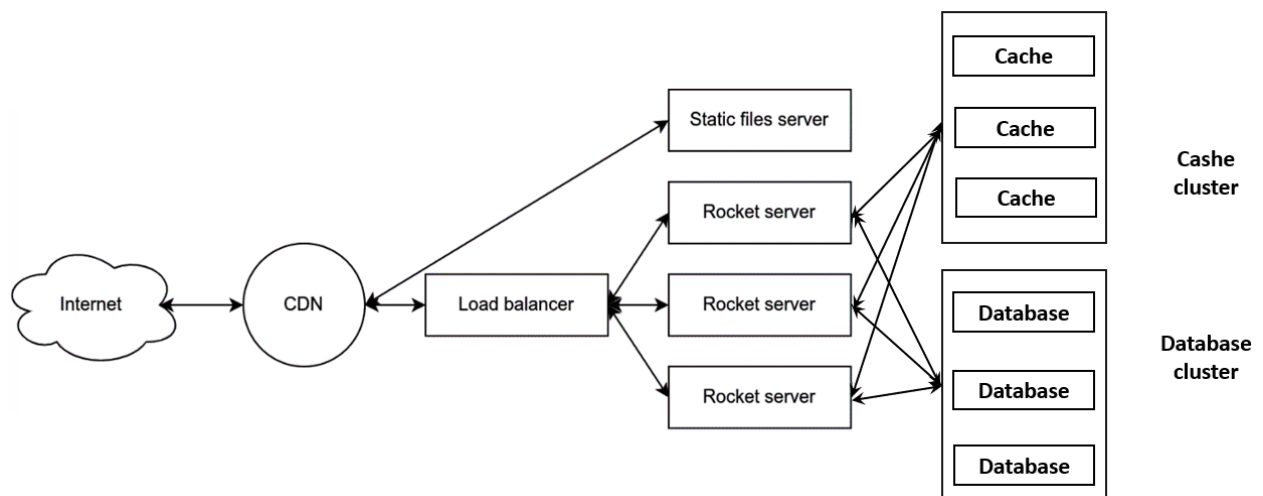 Internet
CDN
Load balancer
Static files server
Rocket server
Rocket server
Rocket server
Cache
Cache
Cache
Cashe
cluster
Database
Database
Database
Database
cluster